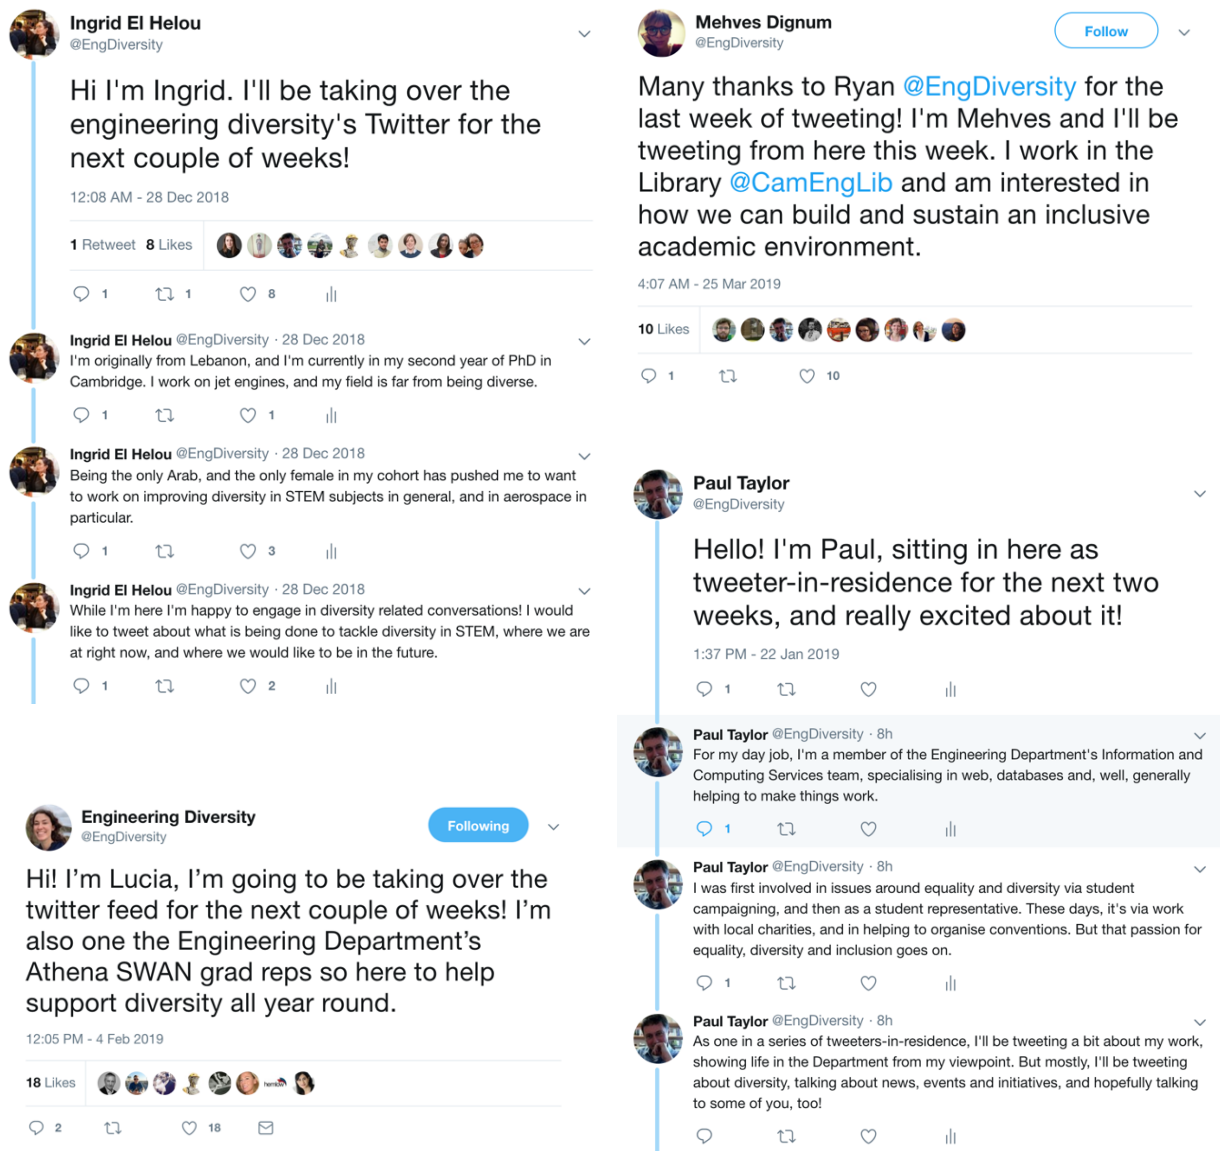 Ingrid El Helou
@EngDiversity
Hi I'm Ingrid. I'll be taking over the
engineering diversity's Twitter for the
next couple of weeks!
12:08 AM - 28 Dec 2018
1 Retweet 8 Likes
1 1 8
Ingrid El Helou @EngDiversity · 28 Dec 2018
I'm originally from Lebanon, and I'm currently in my second year of PhD in
Cambridge. I work on jet engines, and my field is far from being diverse.
1 1
Ingrid El Helou @EngDiversity · 28 Dec 2018
Being the only Arab, and the only female in my cohort has pushed me to want
to work on improving diversity in STEM subjects in general, and in aerospace in
particular.
1 3
Ingrid El Helou @EngDiversity · 28 Dec 2018
While I'm here I'm happy to engage in diversity related conversations! I would
like to tweet about what is being done to tackle diversity in STEM, where we are
at right now, and where we would like to be in the future.
1 2
Engineering Diversity
@EngDiversity
Following
Hi! I’m Lucia, I’m going to be taking over the
twitter feed for the next couple of weeks! I’m
also one the Engineering Department’s
Athena SWAN grad reps so here to help
support diversity all year round.
12:05 PM - 4 Feb 2019
18 Likes
hemlow
2 18
Mehves Dignum
@EngDiversity
Follow
Many thanks to Ryan @EngDiversity for the
last week of tweeting! I'm Mehves and I'll be
tweeting from here this week. I work in the
Library @CamEngLib and am interested in
how we can build and sustain an inclusive
academic environment.
4:07 AM - 25 Mar 2019
10 Likes
1 10
Paul Taylor
@EngDiversity
Hello! I'm Paul, sitting in here as
tweeter-in-residence for the next two
weeks, and really excited about it!
1:37 PM - 22 Jan 2019
1
Paul Taylor @EngDiversity · 8h
For my day job, I'm a member of the Engineering Department's Information and
Computing Services team, specialising in web, databases and, well, generally
helping to make things work.
1
Paul Taylor @EngDiversity · 8h
I was first involved in issues around equality and diversity via student
campaigning, and then as a student representative. These days, it's via work
with local charities, and in helping to organise conventions. But that passion for
equality, diversity and inclusion goes on.
1
Paul Taylor @EngDiversity · 8h
As one in a series of tweeters-in-residence, I'll be tweeting a bit about my work,
showing life in the Department from my viewpoint. But mostly, I'll be tweeting
about diversity, talking about news, events and initiatives, and hopefully talking
to some of you, too!